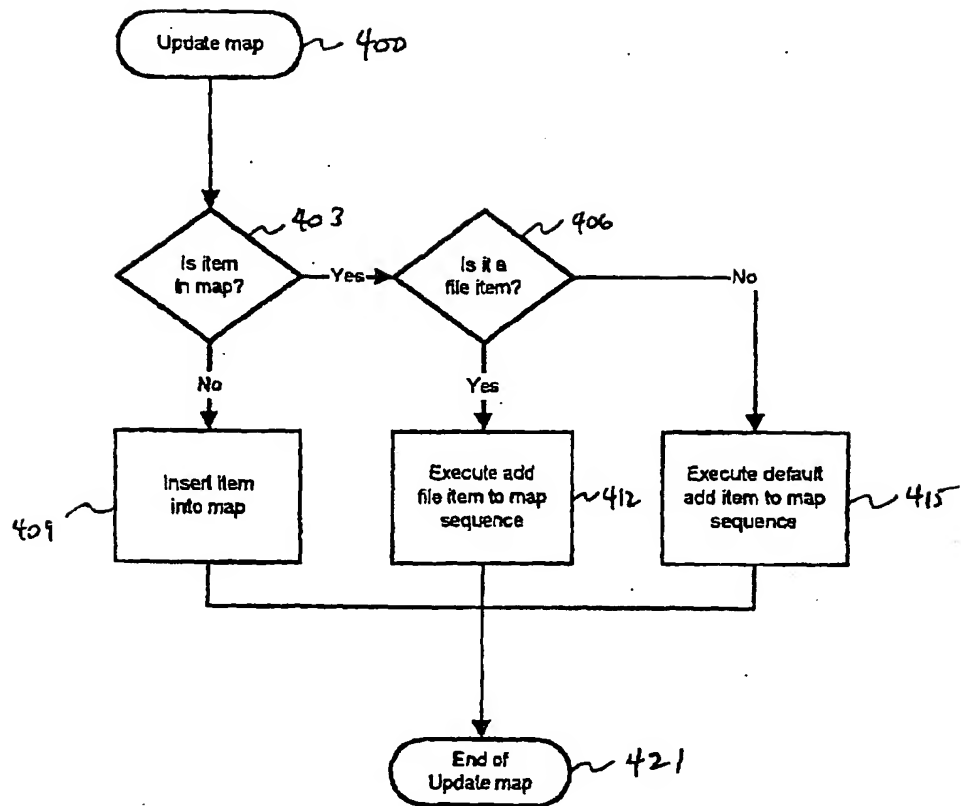 Update map
400
403
406
Is item
in map?
Yes
Is it a
file item?
No
No
Yes
Insert item
into map
Execute add
file item to map
sequence
Execute default
add item to map
sequence
409
412
415
End of
Update map
421